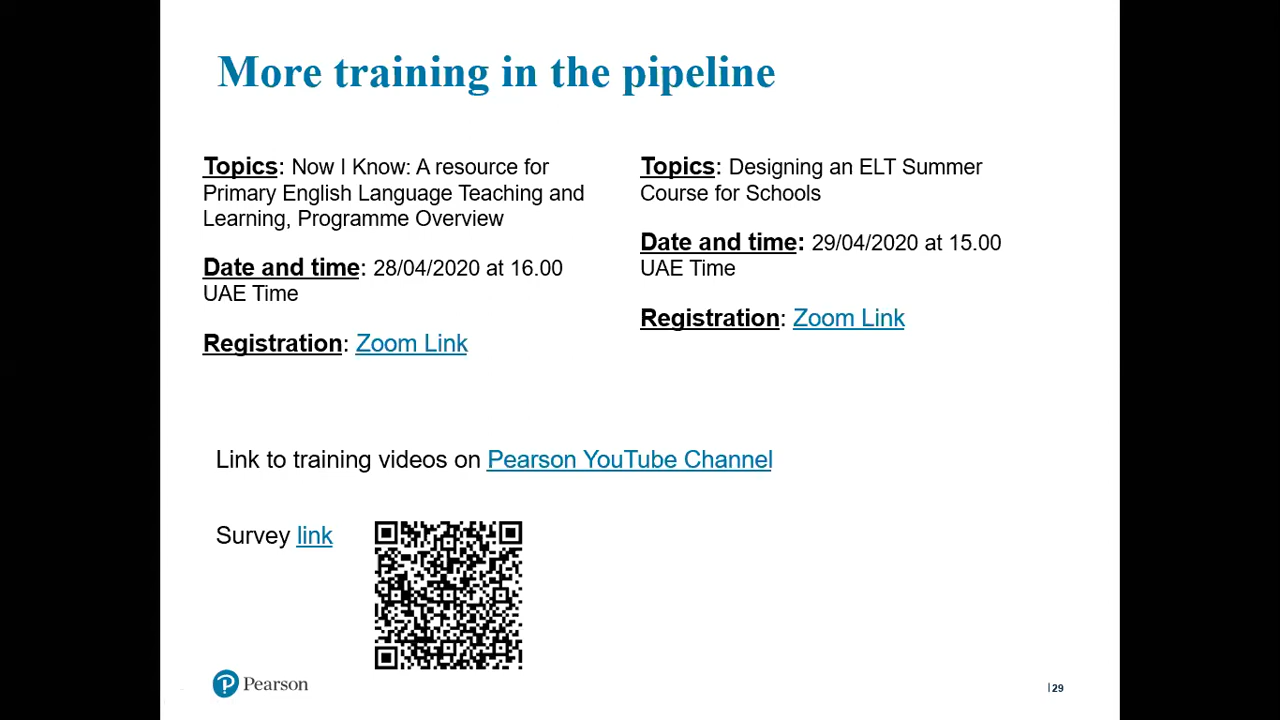 More training in the pipeline
Topics: Now I Know: A resource for
Primary English Language Teaching and
Learning, Programme Overview
Date and time: 28/04/2020 at 16.00
UAE Time
Registration: Zoom Link
Topics: Designing an ELT Summer
Course for Schools
Date and time: 29/04/2020 at 15.00
UAE Time
Registration: Zoom Link
Link to training videos on Pearson YouTube Channel
Survey link
Pearson
|29